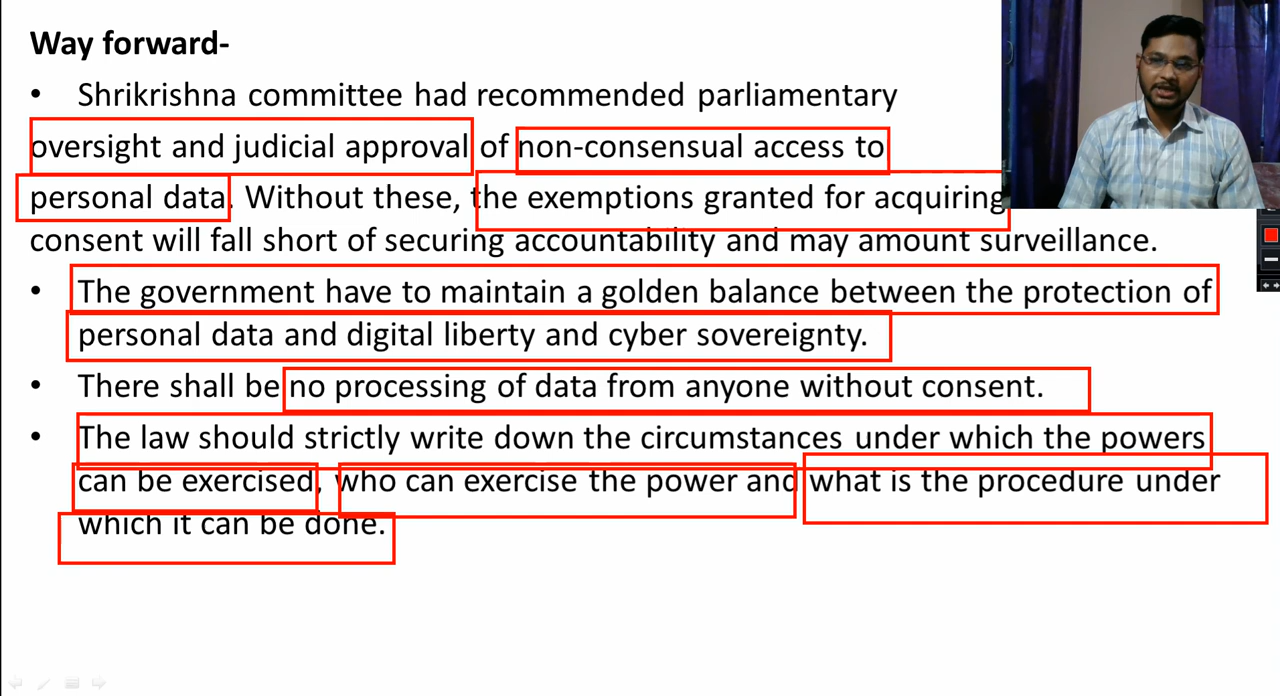 Way forward-
• Shrikrishna committee had recommended parliamentary
oversight and judicial approval of non-consensual access to
personal data. Without these, the exemptions granted for acquiring
consent will fall short of securing accountability and may amount surveillance.
• The government have to maintain a golden balance between the protection of
personal data and digital liberty and cyber sovereignty.
• There shall be no processing of data from anyone without consent.
• The law should strictly write down the circumstances under which the powers
can be exercised, who can exercise the power and what is the procedure under
which it can be done.